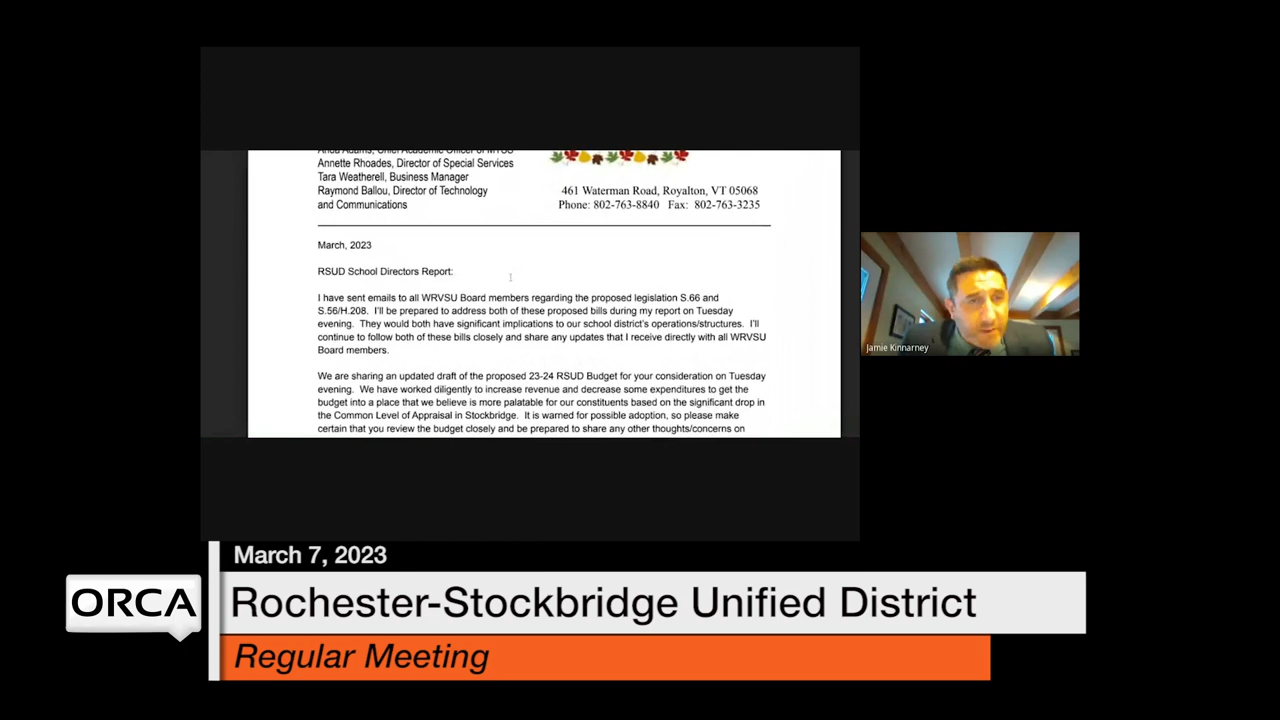 Anda Adams, Chief Academic Officer of MTSS
Annette Rhoades, Director of Special Services
Tara Weatherell, Business Manager
Raymond Ballou, Director of Technology
and Communications
461 Waterman Road, Royalton, VT 05068
Phone: 802-763-8840 Fax: 802-763-3235
March, 2023
RSUD School Directors Report:
I have sent emails to all WRVSU Board members regarding the proposed legislation S.66 and
S.56/H.208. I'll be prepared to address both of these proposed bills during my report on Tuesday
evening. They would both have significant implications to our school district's operations/structures. I'll
continue to follow both of these bills closely and share any updates that I receive directly with all WRVSU
Board members.
We are sharing an updated draft of the proposed 23-24 RSUD Budget for your consideration on Tuesday
evening. We have worked diligently to increase revenue and decrease some expenditures to get the
budget into a place that we believe is more palatable for our constituents based on the significant drop in
the Common Level of Appraisal in Stockbridge. It is warned for possible adoption, so please make
certain that you review the budget closely and be prepared to share any other thoughts/concerns on
Jamie Kinnarney
March 7, 2023
ORCA
Rochester-Stockbridge Unified District
Regular Meeting